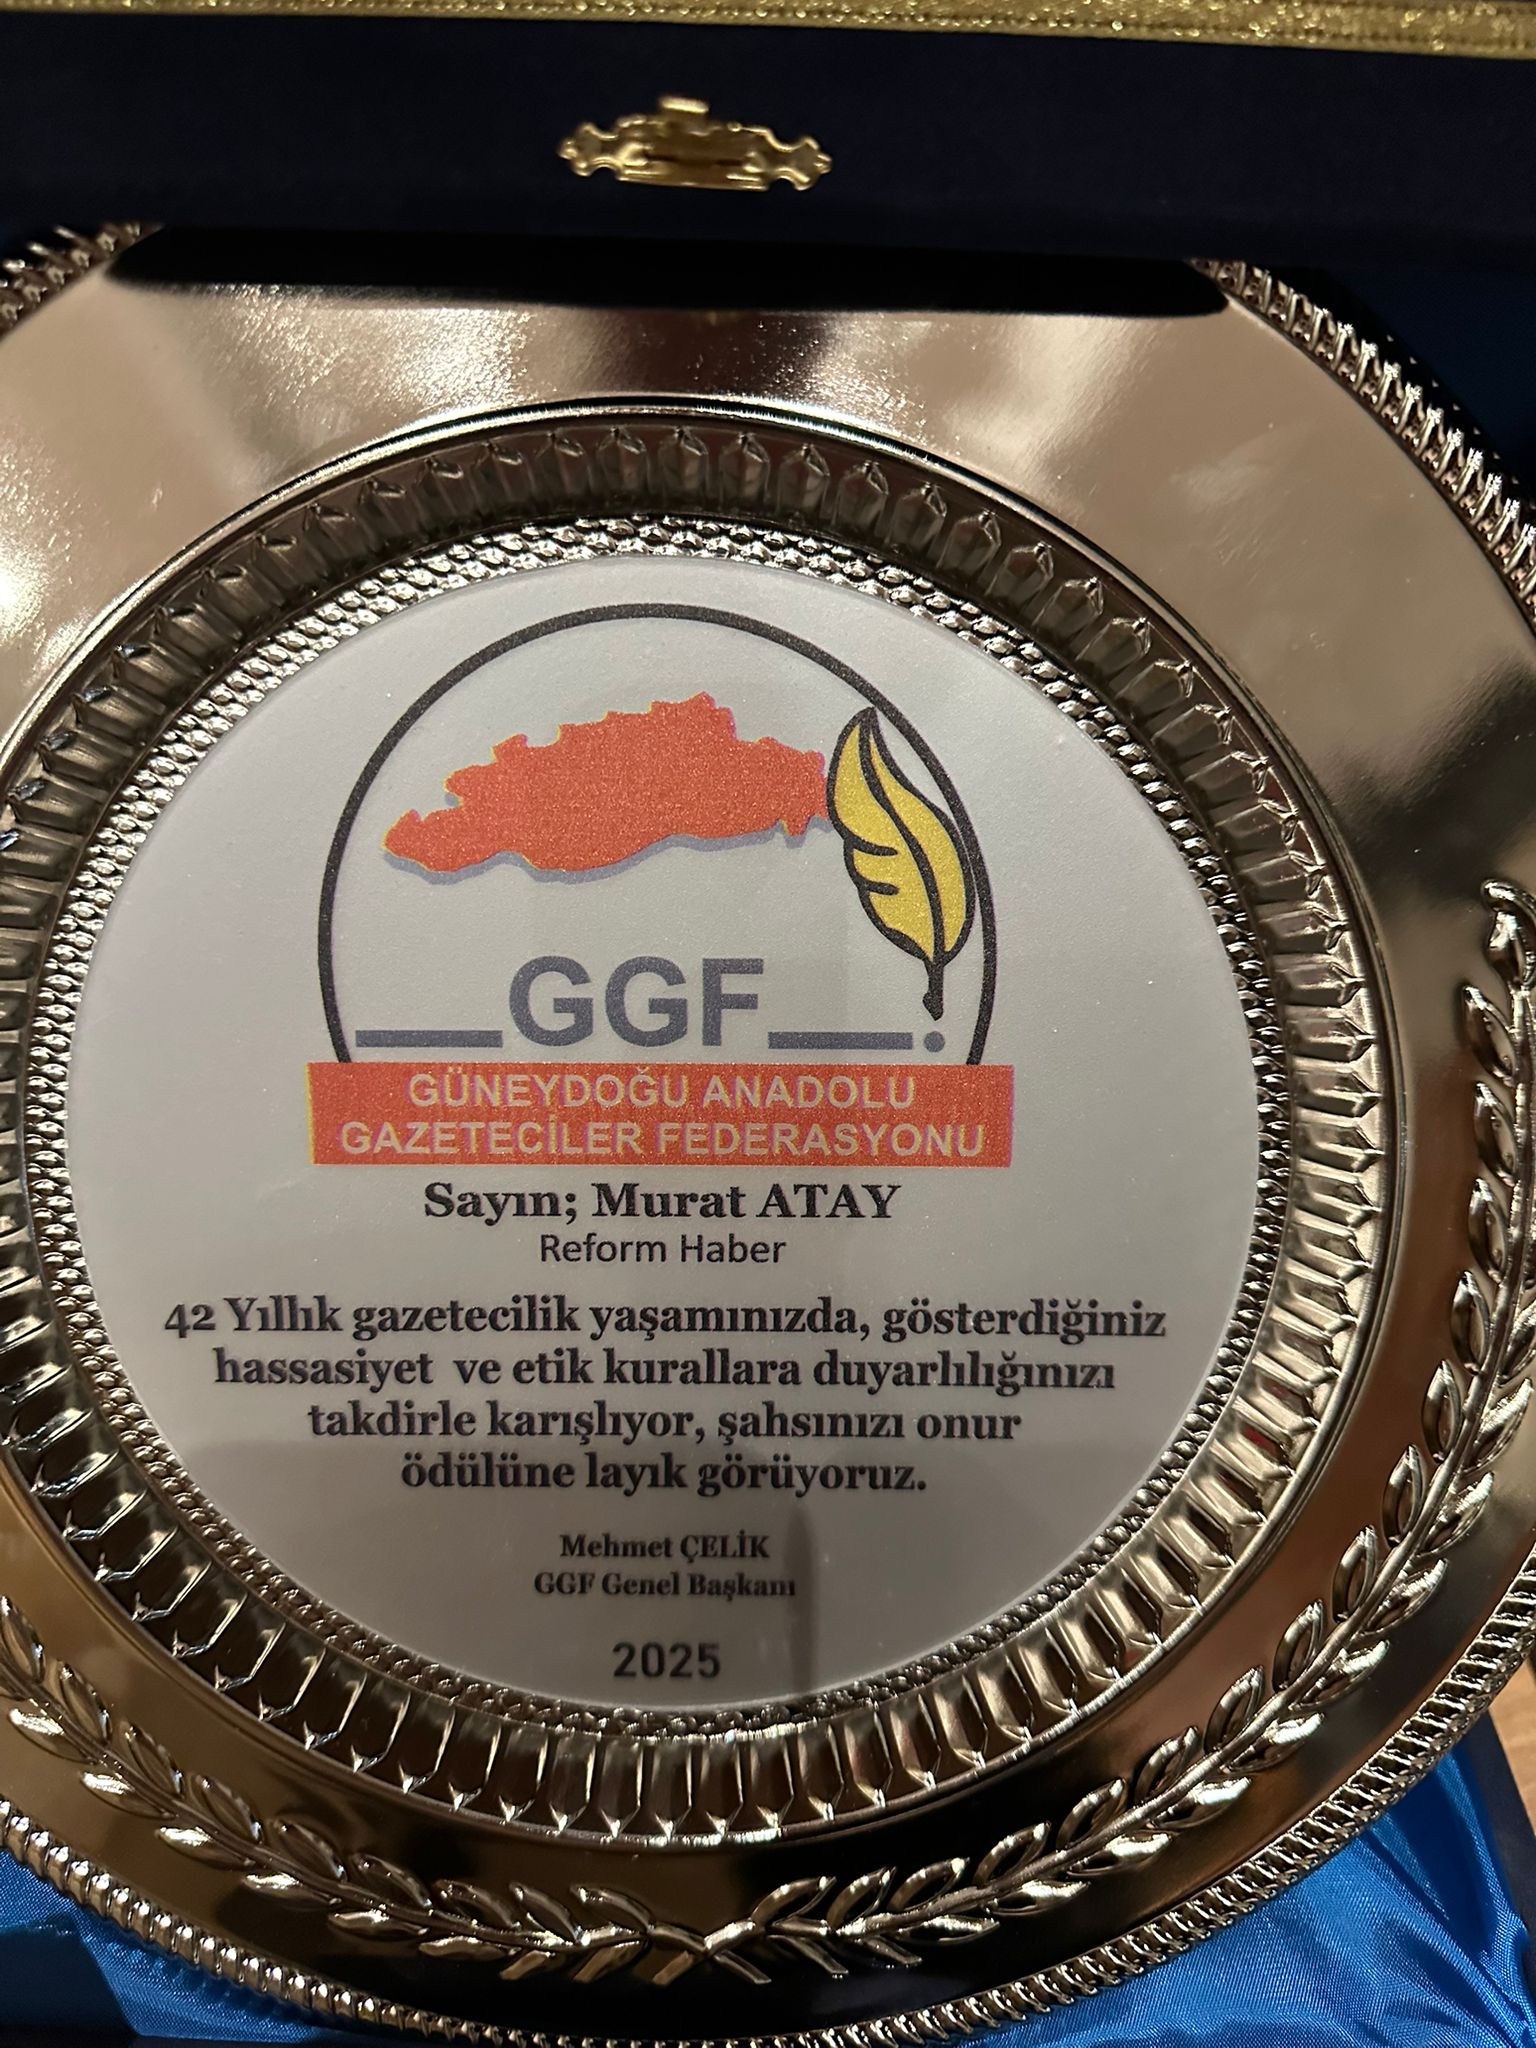 GGF
GÜNEYDOĞU ANADOLU
GAZETECİLER FEDERASYONU
Sayın; Murat ATAY
Reform Haber
42 Yıllık gazetecilik yaşamınızda, gösterdiğiniz
hassasiyet ve etik kurallara duyarlılığınızı
takdirle karışlıyor, şahsınızı onur
ödülüne layık görüyoruz.
Mehmet ÇELİK
GGF Genel Başkanı
2025